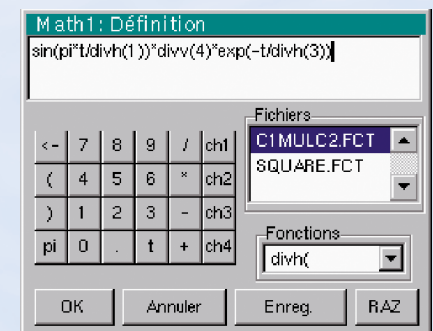 Math1: Définition
sin(pi*t/divh(1))*divv(4)*exp(-t/divh(3))
Fichiers
C1MULC2.FCT
SQUARE.FCT
<- 7 8 9 / ch1
( 4 5 6 * ch2
) 1 2 3 - ch3
pi 0 . t + ch4
Fonctions
divh(
OK Annuler Enreg. RAZ